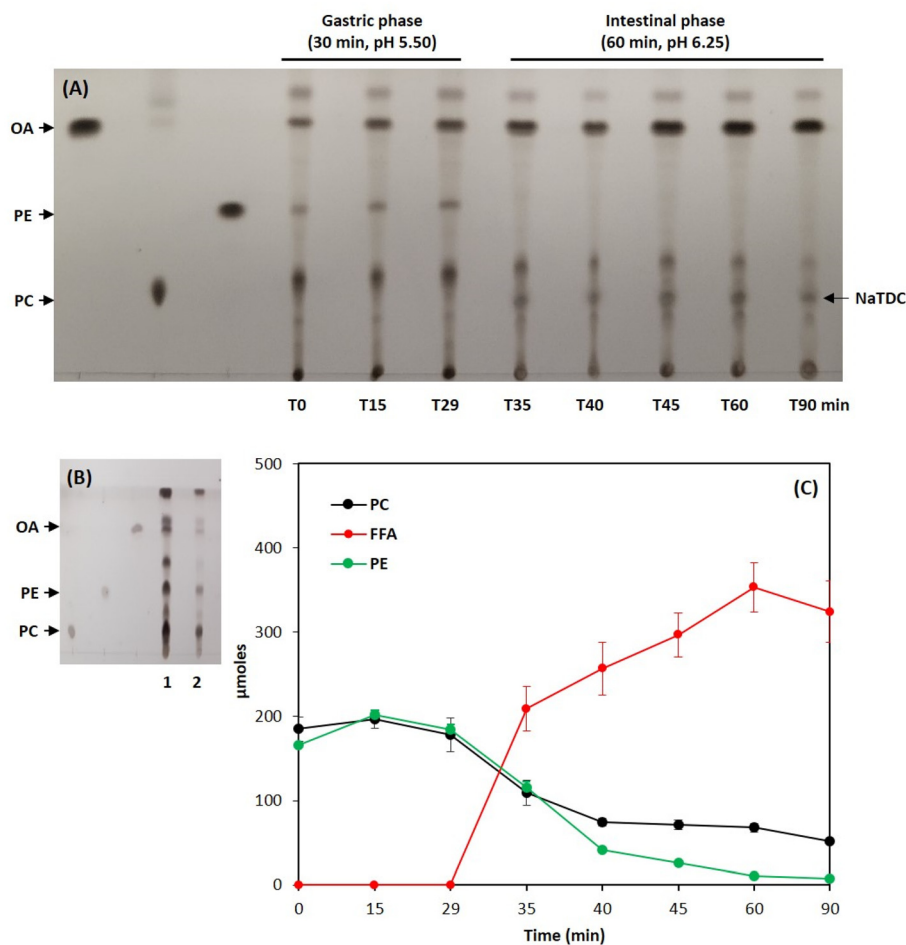 Gastric phase
(30 min, pH 5.50)
Intestinal phase
(60 min, pH 6.25)
(A)
OA
PE
PC
NaTDC
T0 T15 T29 T35 T40 T45 T60 T90 min
(B)
OA
PE
PC
1 2
(C)
500
400
300
200
100
0
µmoles
PC
FFA
PE
0 15 29 35 40 45 60 90
Time (min)